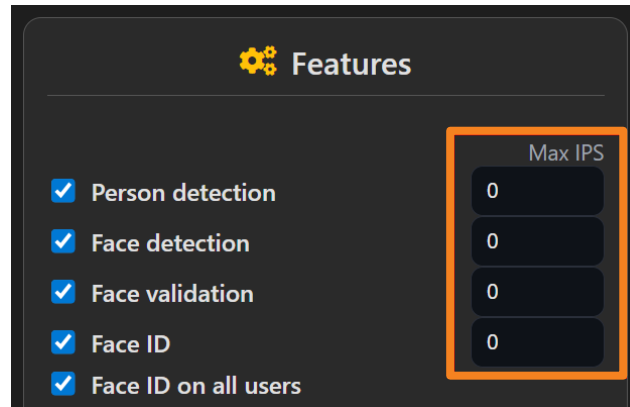 Features
Max IPS
Person detection 0
Face detection 0
Face validation 0
Face ID 0
Face ID on all users